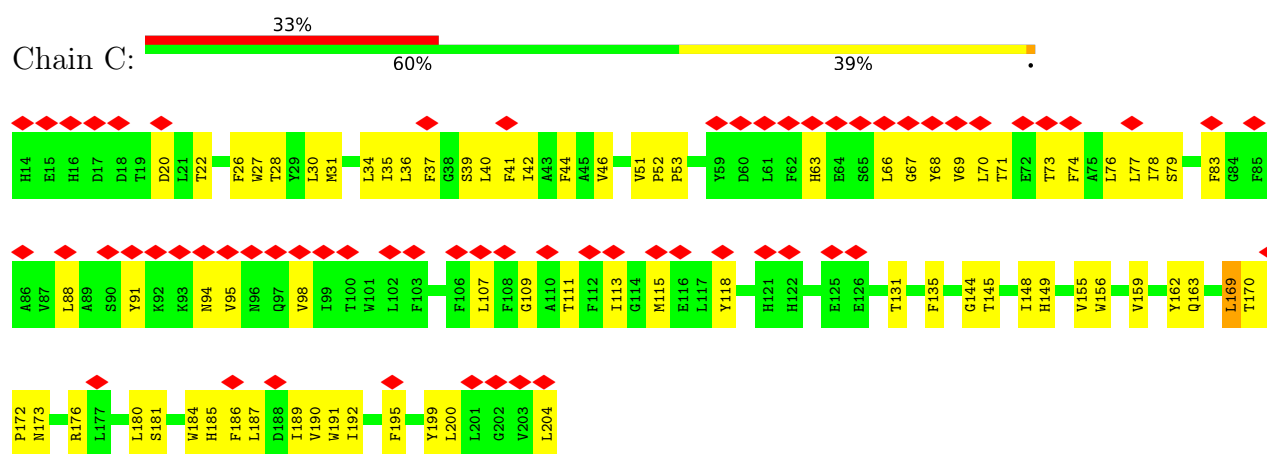 33%
Chain C:
60% 39% •
H14 E15 H16 D17 D18 T19 D20 L21 T22 F26 W27 T28 Y29 L30 M31 L34 I35 L36 F37 G38 S39 L40 F41 I42 A43 F44 A45 V46 V51 P52 P53 Y59 D60 L61 F62 H63 E64 S65 L66 G67 Y68 V69 L70 T71 E72 T73 F74 A75 L76 L77 I78 S79 F83 G84 F85
A86 V87 L88 A89 S90 Y91 K92 K93 N94 V95 N96 Q97 V98 I99 T100 W101 L102 F103 F106 L107 F108 G109 A110 T111 F112 I113 G114 M115 E116 L117 Y118 H121 H122 E125 E126 T131 F135 G144 T145 I148 H149 V155 W156 V159 Y162 Q163 L169 T170
P172 N173 R176 L177 L180 S181 W184 H185 F186 L187 D188 I189 V190 W191 I192 F195 Y199 L200 L201 G202 V203 L204